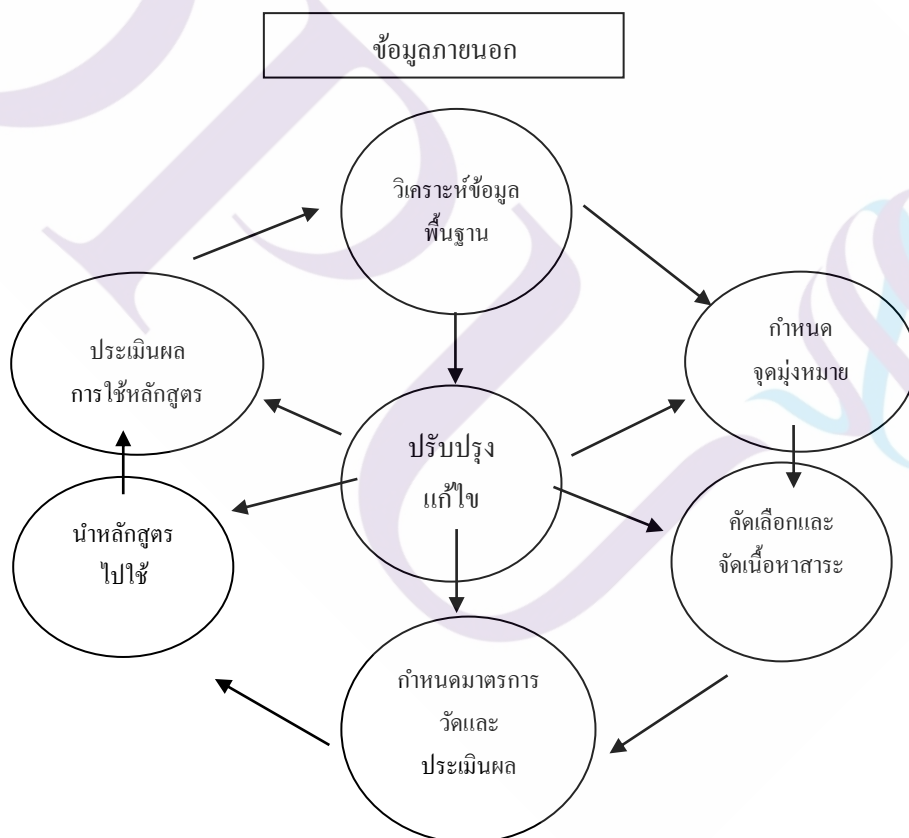 ข้อมูลภายนอก
วิเคราะห์ข้อมูล
พื้นฐาน
กำหนด
จุดมุ่งหมาย
ประเมินผล
การใช้หลักสูตร
ปรับปรุง
แก้ไข
คัดเลือกและ
จัดเนื้อหาสาระ
นำหลักสูตร
ไปใช้
กำหนดมาตรการ
วัดและ
ประเมินผล